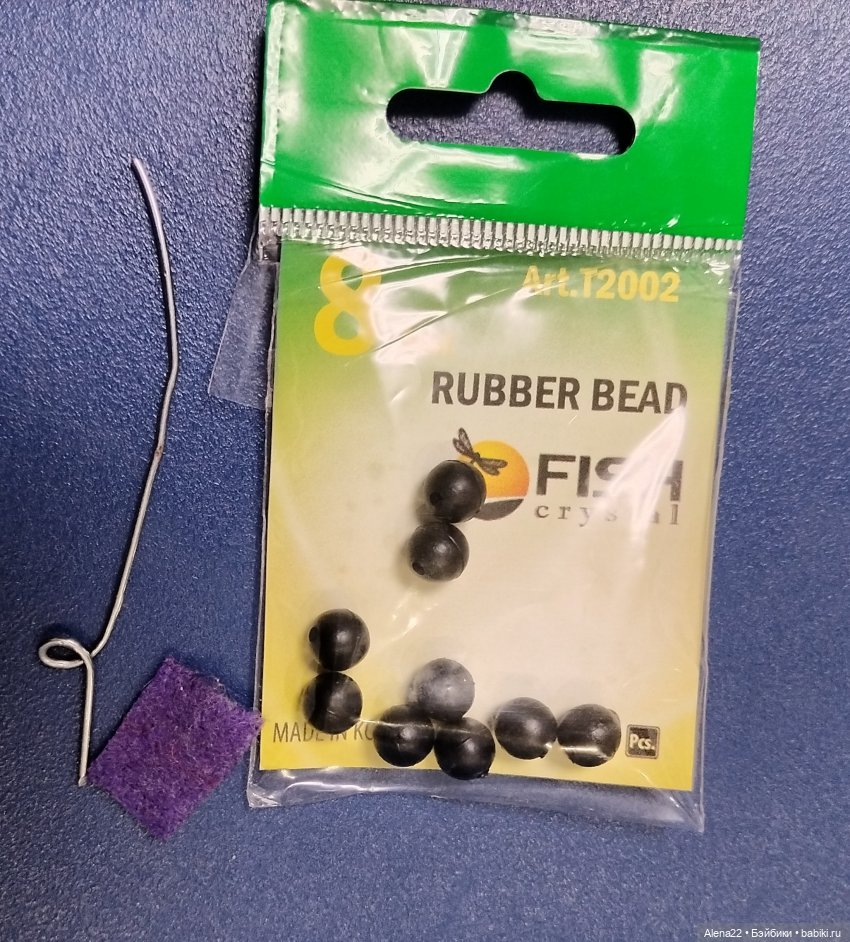 8
Art.T2002
RUBBER BEAD
FISH
crystal
MADE IN KO
Pcs.
Alena22 • Бэйбики • babiki.ru